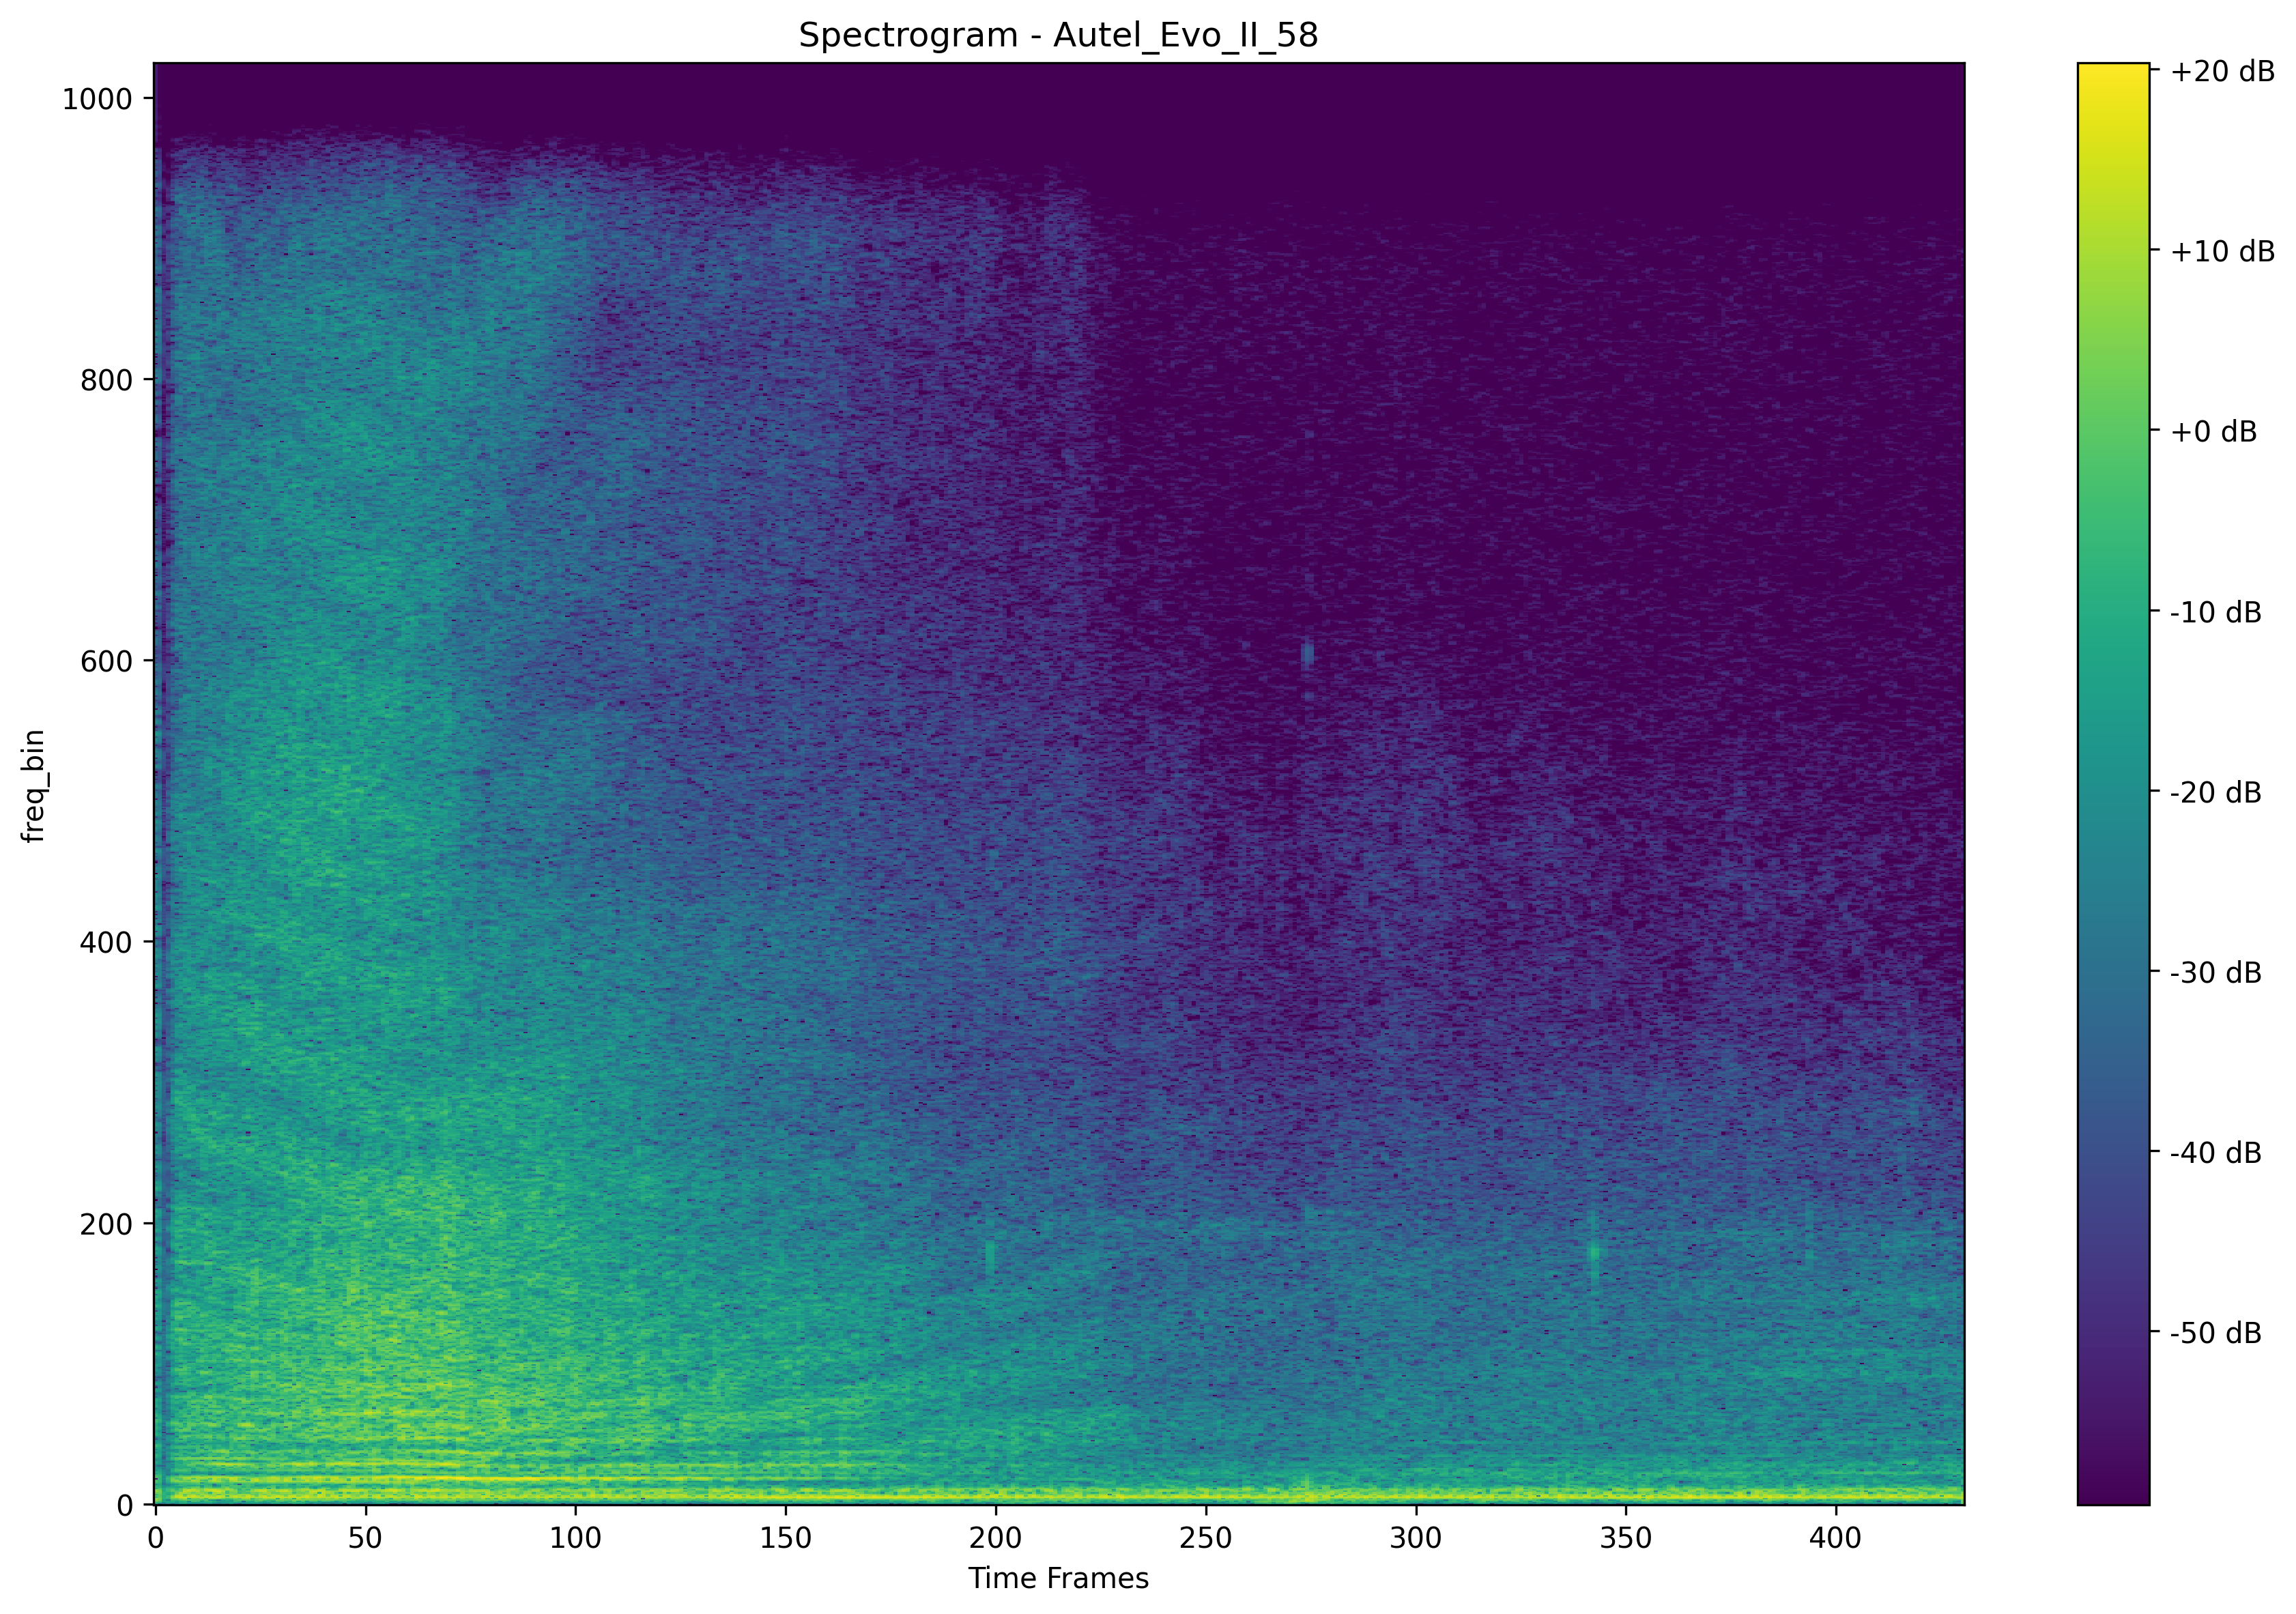 Spectrogram - Autel_Evo_II_58
freq_bin
1000
800
600
400
200
0
0 50 100 150 200 250 300 350 400
Time Frames
+20 dB
+10 dB
+0 dB
-10 dB
-20 dB
-30 dB
-40 dB
-50 dB